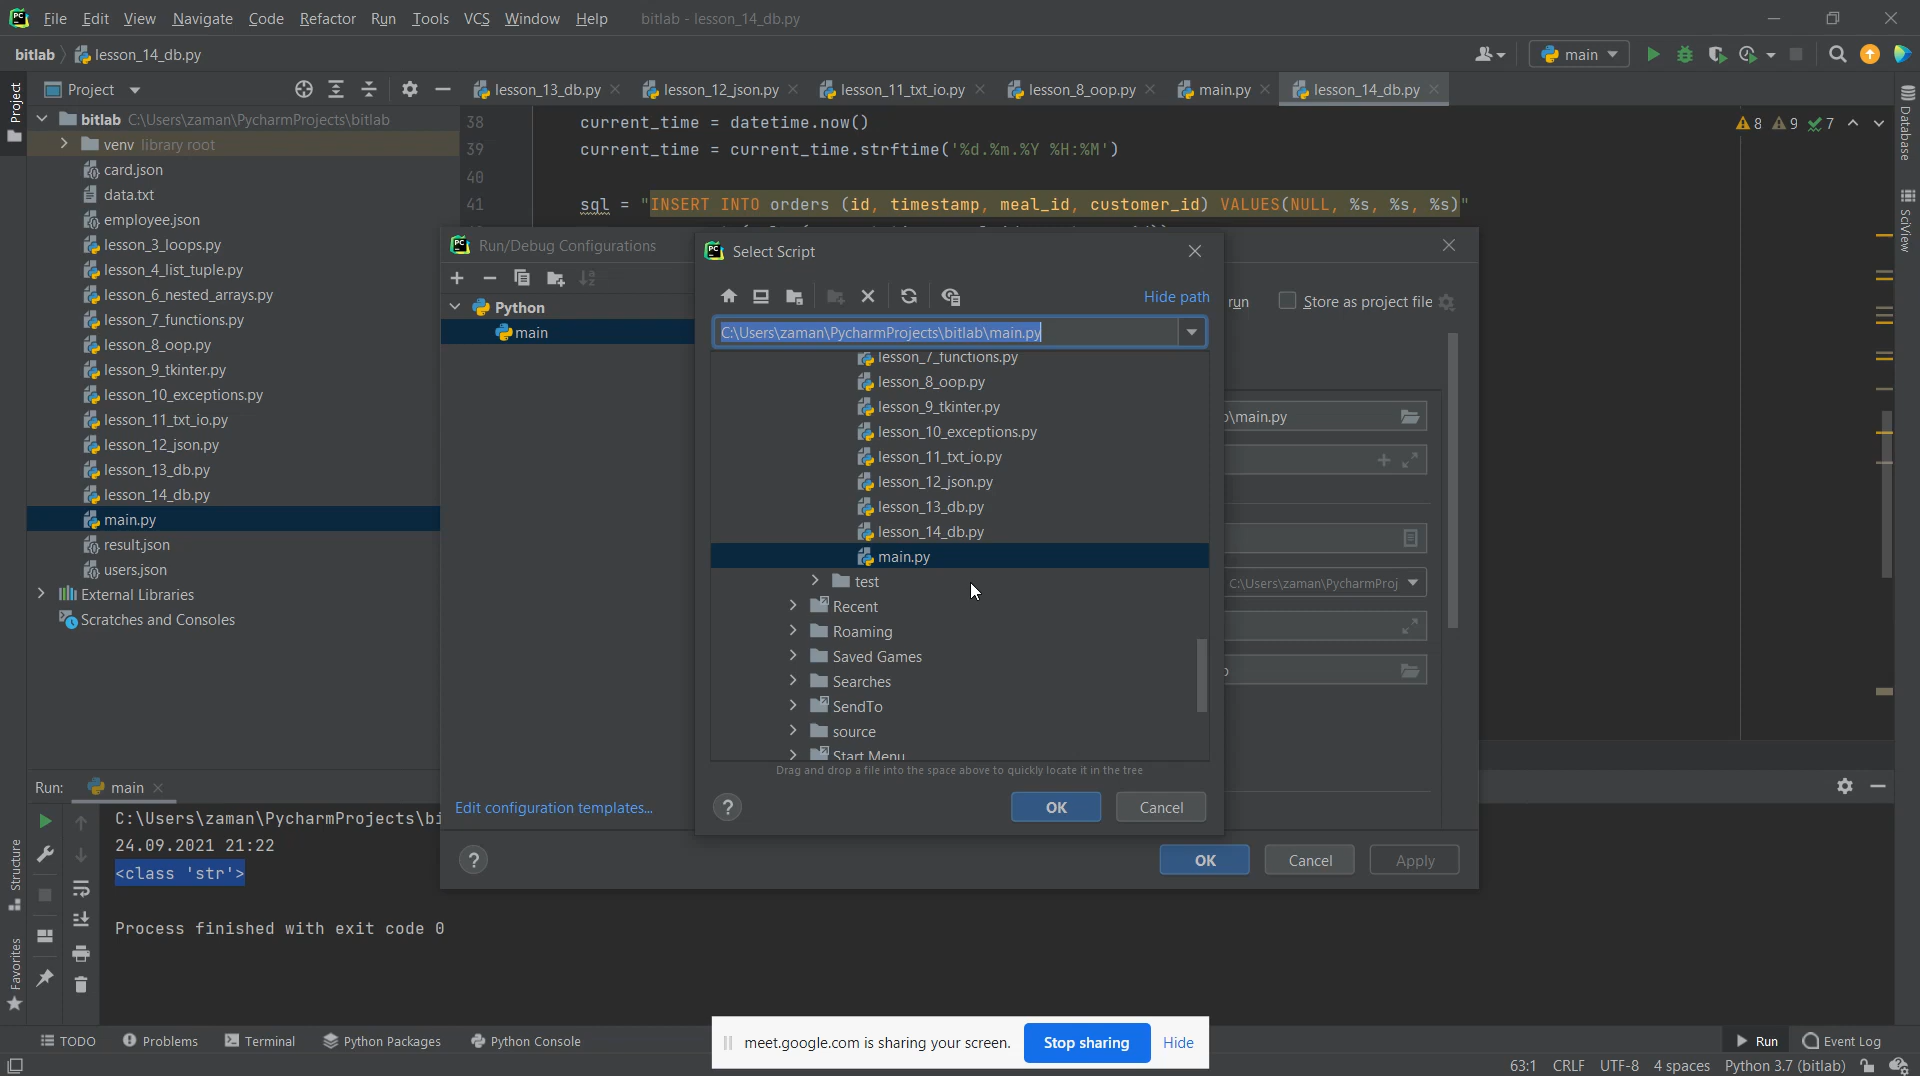 File Edit View Navigate Code Refactor Run Tools VCS Window Help bitlab - lesson_14_db.py
bitlab lesson_14_db.py
main
Project
lesson_13_db.py lesson_12_json.py lesson_11_txt_io.py lesson_8_oop.py main.py lesson_14_db.py
Project
Database
SciView
bitlab C:\Users\zaman\PycharmProjects\bitlab
venv library root
card.json
data.txt
employee.json
lesson_3_loops.py
lesson_4_list_tuple.py
lesson_6_nested_arrays.py
lesson_7_functions.py
lesson_8_oop.py
lesson_9_tkinter.py
lesson_10_exceptions.py
lesson_11_txt_io.py
lesson_12_json.py
lesson_13_db.py
lesson_14_db.py
main.py
result.json
users.json
External Libraries
Scratches and Consoles
38 current_time = datetime.now()
39 current_time = current_time.strftime('%d.%m.%Y %H:%M')
40
41 sql = "INSERT INTO orders (id, timestamp, meal_id, customer_id) VALUES(NULL, %s, %s, %s)"
8 9 7
Run/Debug Configurations
Python
main
Edit configuration templates...
run Store as project file
\main.py
C:\Users\zaman\PycharmProj
OK Cancel Apply
Select Script
Hide path
C:\Users\zaman\PycharmProjects\bitlab\main.py
lesson_7_functions.py
lesson_8_oop.py
lesson_9_tkinter.py
lesson_10_exceptions.py
lesson_11_txt_io.py
lesson_12_json.py
lesson_13_db.py
lesson_14_db.py
main.py
test
Recent
Roaming
Saved Games
Searches
SendTo
source
Start Menu
Drag and drop a file into the space above to quickly locate it in the tree
? OK Cancel
?
Run: main
C:\Users\zaman\PycharmProjects\bi
24.09.2021 21:22
<class 'str'>
Process finished with exit code 0
Structure
Favorites
TODO Problems Terminal Python Packages Python Console
meet.google.com is sharing your screen. Stop sharing Hide
Run Event Log
63:1 CRLF UTF-8 4 spaces Python 3.7 (bitlab)